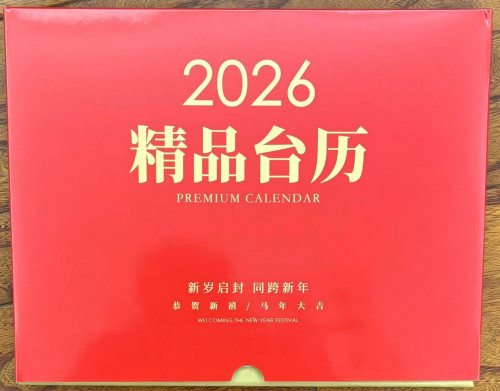 2026
精品台历
PREMIUM CALENDAR
新岁启封 同跨新年
恭贺新禧/马年大吉
WELCOMING THE NEW YEAR FESTIVAL